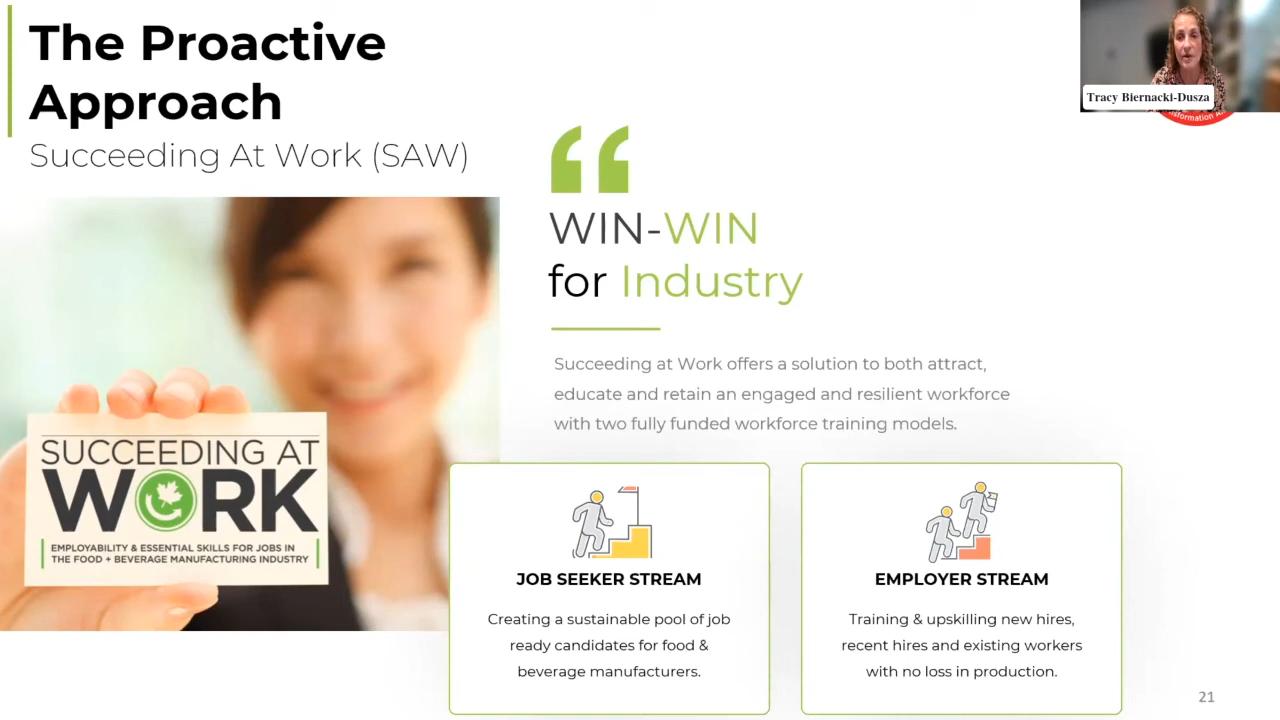 The Proactive
Approach
Succeeding At Work (SAW)
Tracy Biernacki-Dusza
WIN-WIN
for Industry
Succeeding at Work offers a solution to both attract,
educate and retain an engaged and resilient workforce
with two fully funded workforce training models.
SUCCEEDING AT
WORK
EMPLOYABILITY & ESSENTIAL SKILLS FOR JOBS IN
THE FOOD + BEVERAGE MANUFACTURING INDUSTRY
JOB SEEKER STREAM
Creating a sustainable pool of job
ready candidates for food &
beverage manufacturers.
EMPLOYER STREAM
Training & upskilling new hires,
recent hires and existing workers
with no loss in production.
21